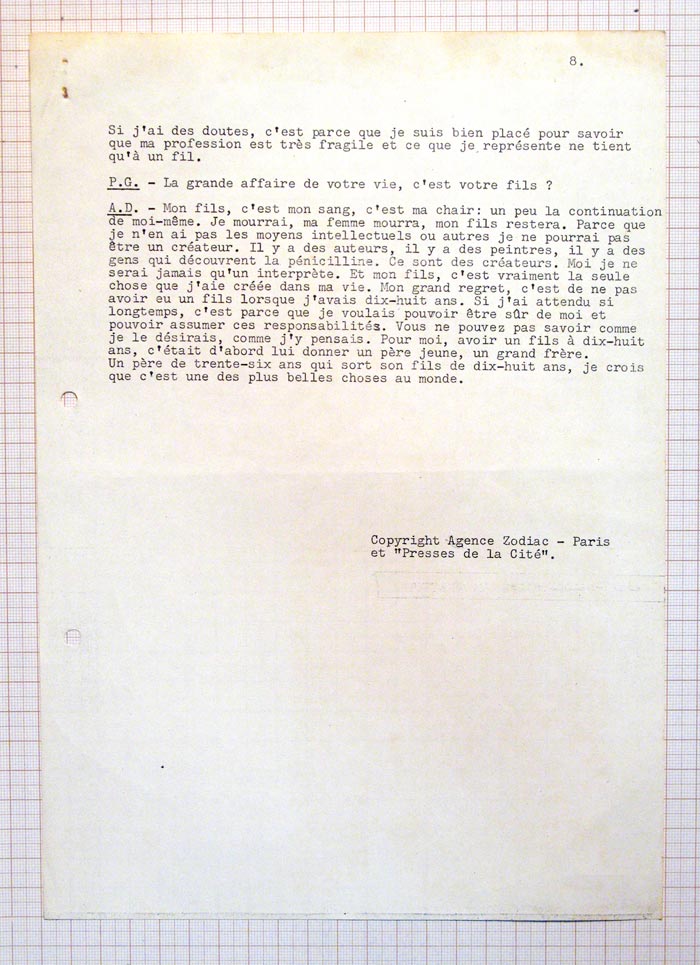 8.
Si j'ai des doutes, c'est parce que je suis bien placé pour savoir
que ma profession est très fragile et ce que je représente ne tient
qu'à un fil.
P.G. - La grande affaire de votre vie, c'est votre fils ?
A.D. - Mon fils, c'est mon sang, c'est ma chair: un peu la continuation
de moi-même. Je mourrai, ma femme mourra, mon fils restera. Parce que
je n'en ai pas les moyens intellectuels ou autres je ne pourrai pas
être un créateur. Il y a des auteurs, il y a des peintres, il y a des
gens qui découvrent la pénicilline. Ce sont des créateurs. Moi je ne
serai jamais qu'un interprète. Et mon fils, c'est vraiment la seule
chose que j'aie créée dans ma vie. Mon grand regret, c'est de ne pas
avoir eu un fils lorsque j'avais dix-huit ans. Si j'ai attendu si
longtemps, c'est parce que je voulais pouvoir être sûr de moi et
pouvoir assumer ces responsabilités. Vous ne pouvez pas savoir comme
je le désirais, comme j'y pensais. Pour moi, avoir un fils à dix-huit
ans, c'était d'abord lui donner un père jeune, un grand frère.
Un père de trente-six ans qui sort son fils de dix-huit ans, je crois
que c'est une des plus belles choses au monde.
Copyright Agence Zodiac - Paris
et "Presses de la Cité".